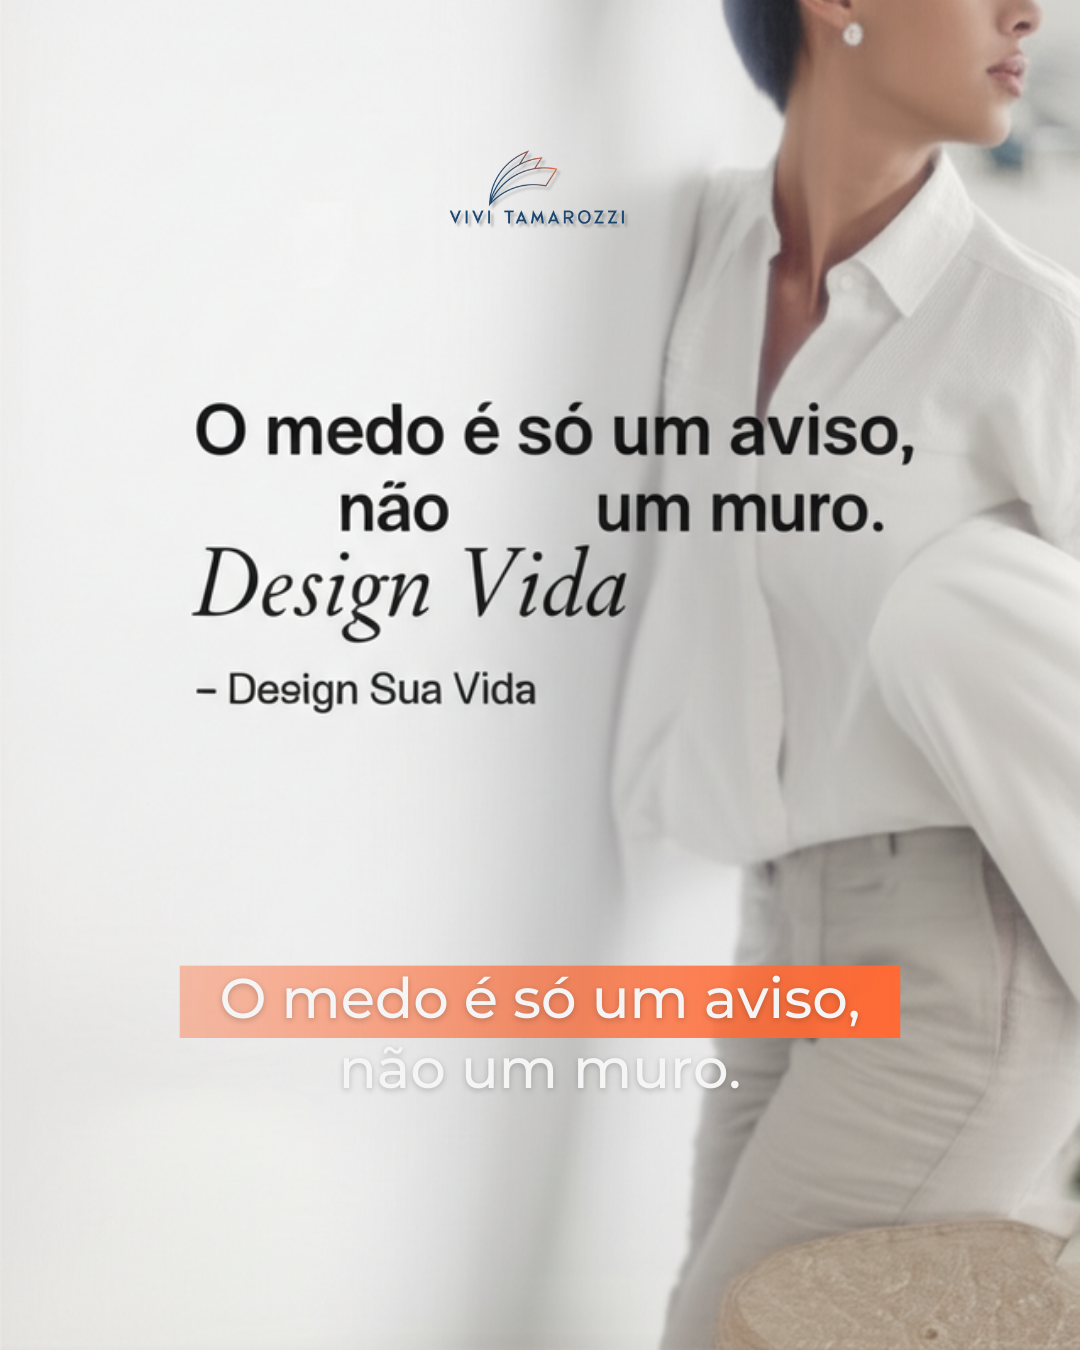 VIVI TAMAROZZI
O medo é só um aviso,
não um muro.
Design Vida
– Design Sua Vida
O medo é só um aviso,
não um muro.